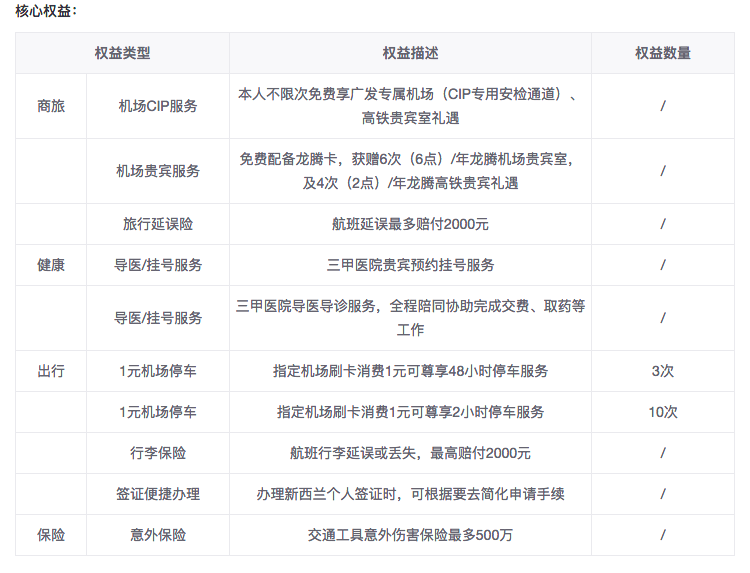 核心权益：
权益类型 权益描述 权益数量
商旅 机场CIP服务 本人不限次免费享广发专属机场（CIP专用安检通道）、
高铁贵宾室礼遇 /
机场贵宾服务 免费配备龙腾卡，获赠6次（6点）/年龙腾机场贵宾室，
及4次（2点）/年龙腾高铁贵宾礼遇 /
旅行延误险 航班延误最多赔付2000元 /
健康 导医/挂号服务 三甲医院贵宾预约挂号服务 /
导医/挂号服务 三甲医院导医导诊服务，全程陪同协助完成交费、取药等
工作 /
出行 1元机场停车 指定机场刷卡消费1元可尊享48小时停车服务 3次
1元机场停车 指定机场刷卡消费1元可尊享2小时停车服务 10次
行李保险 航班行李延误或丢失，最高赔付2000元 /
签证便捷办理 办理新西兰个人签证时，可根据要去简化申请手续 /
保险 意外保险 交通工具意外伤害保险最多500万 /